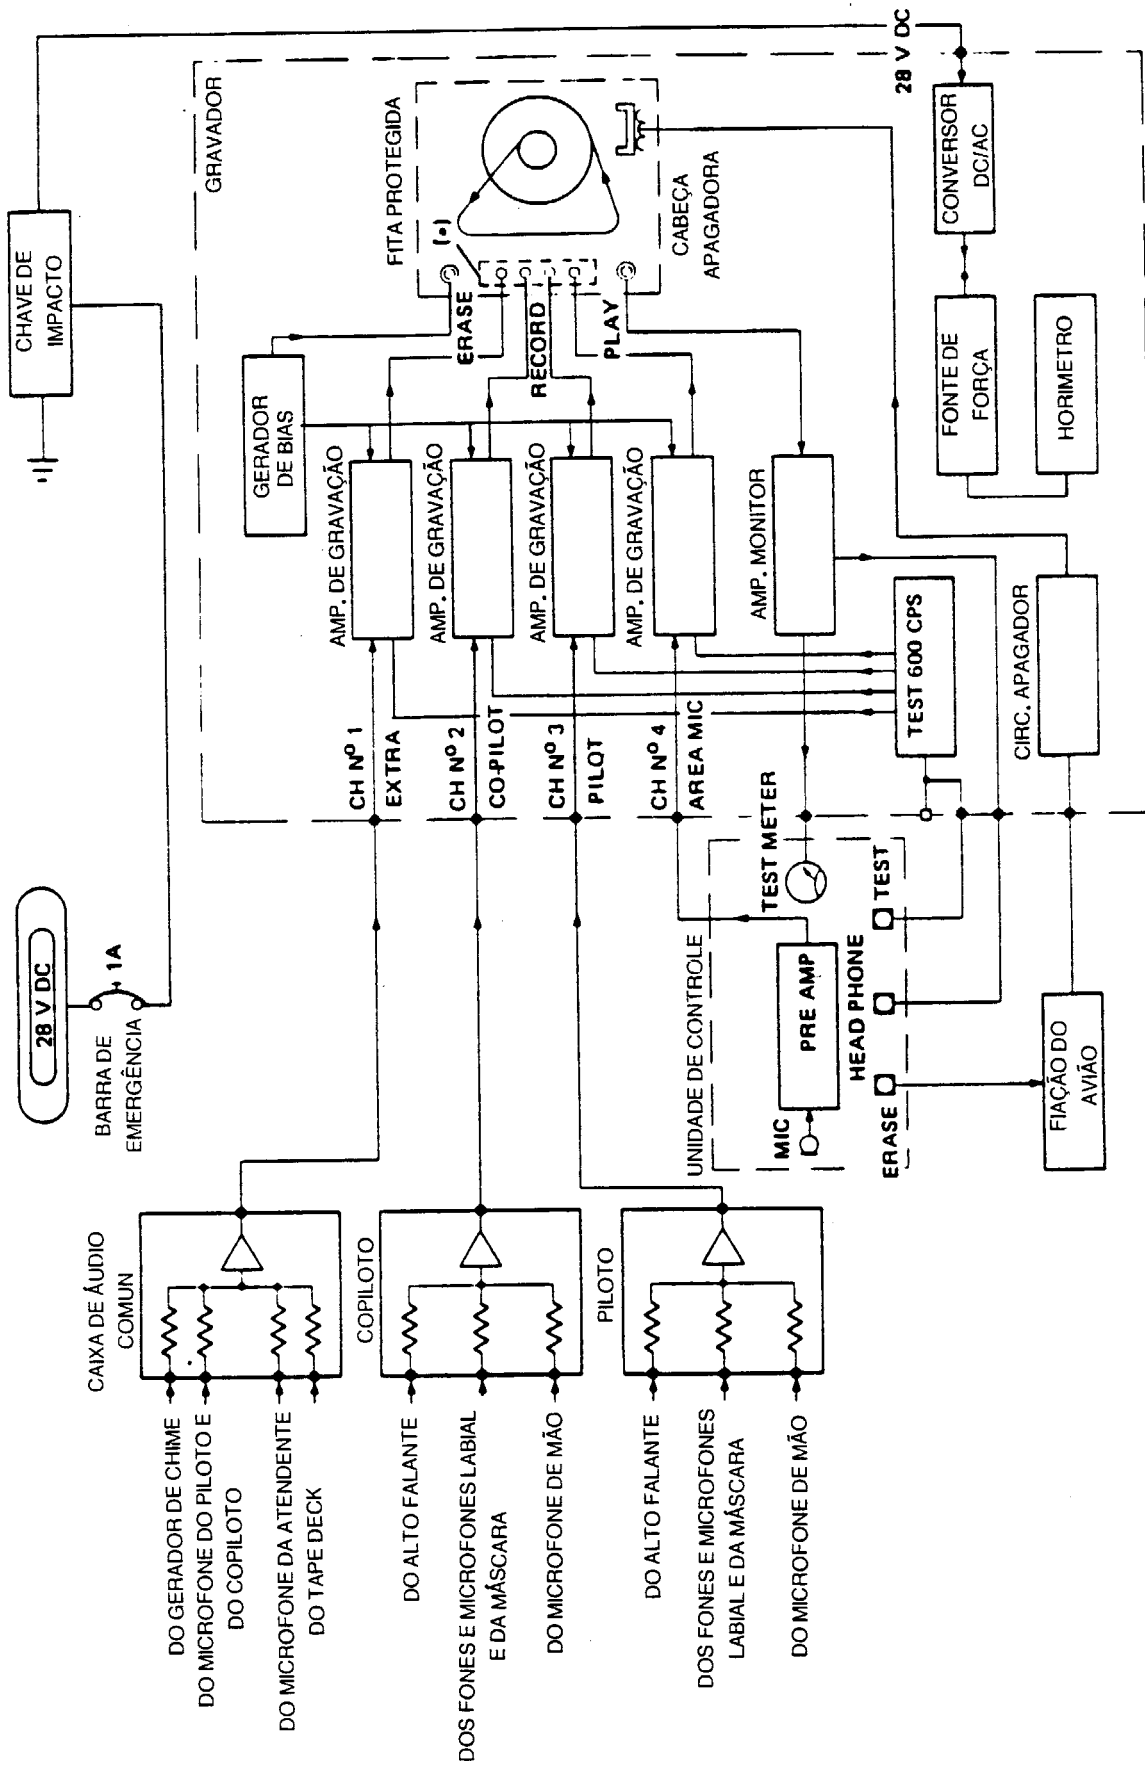 DO GERADOR DE CHIME
DO MICROFONE DO PILOTO E
DO COPILOTO
DO MICROFONE DA ATENDENTE
DO TAPE DECK
CAIXA DE ÁUDIO
COMUN
DO ALTO FALANTE
DOS FONES E MICROFONES LABIAL
E DA MÁSCARA
DO MICROFONE DE MÃO
COPILOTO
DO ALTO FALANTE
DOS FONES E MICROFONES
LABIAL E DA MÁSCARA
DO MICROFONE DE MÃO
PILOTO
28 V DC
1A
BARRA DE
EMERGÊNCIA
CHAVE DE
IMPACTO
UNIDADE DE CONTROLE
MIC
PRE AMP
TEST METER
ERASE
HEAD PHONE
TEST
FIAÇÃO DO
AVIÃO
GRAVADOR
CH Nº 1
EXTRA
CH Nº 2
CO-PILOT
CH Nº 3
PILOT
CH Nº 4
AREA MIC
GERADOR
DE BIAS
AMP. DE GRAVAÇÃO
AMP. DE GRAVAÇÃO
AMP. DE GRAVAÇÃO
AMP. DE GRAVAÇÃO
AMP. MONITOR
TEST 600 CPS
CIRC. APAGADOR
ERASE
RECORD
PLAY
FITA PROTEGIDA
(•)
CABEÇA
APAGADORA
28 V DC
CONVERSOR
DC/AC
FONTE DE
FORÇA
HORIMETRO